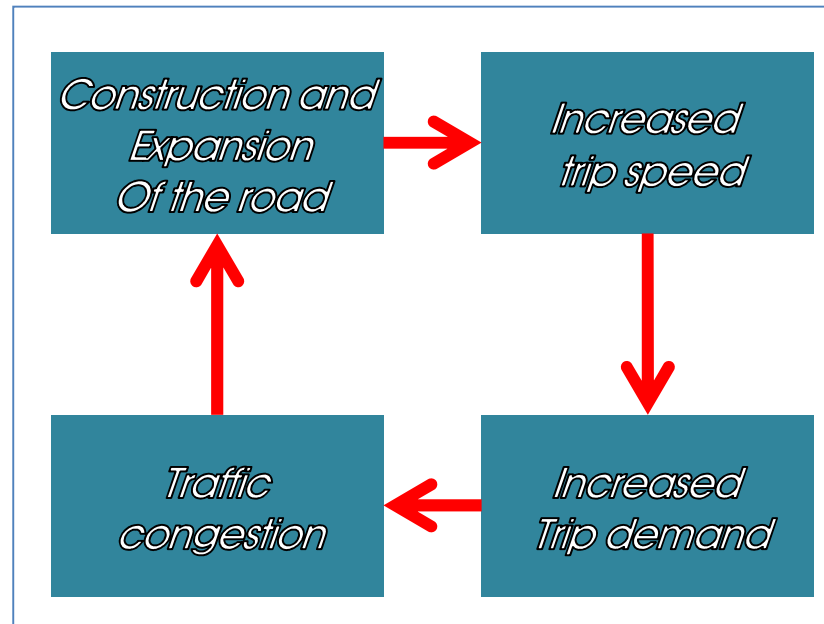 Construction and
Expansion
Of the road
Increased
trip speed
Traffic
congestion
Increased
Trip demand